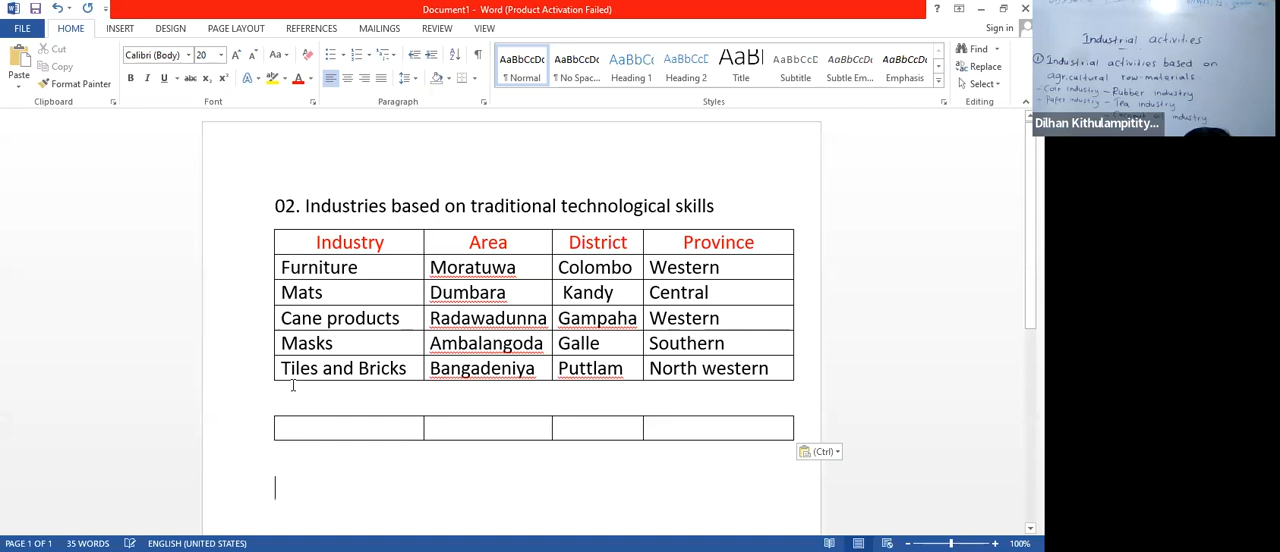 Document1 - Word (Product Activation Failed)
FILE HOME INSERT DESIGN PAGE LAYOUT REFERENCES MAILINGS REVIEW VIEW Sign in
Cut
Copy
Format Painter
Paste
Clipboard
Calibri (Body) 20
Font
Paragraph
AaBbCcDc AaBbCcDc AaBbCc AaBbCcE AaBl AaBbCcD AaBbCcDc AaBbCcDc
¶ Normal ¶ No Spac... Heading 1 Heading 2 Title Subtitle Subtle Em... Emphasis
Styles
Find
Replace
Select
Editing
02. Industries based on traditional technological skills
Industry Area District Province
Furniture Moratuwa Colombo Western
Mats Dumbara Kandy Central
Cane products Radawadunna Gampaha Western
Masks Ambalangoda Galle Southern
Tiles and Bricks Bangadeniya Puttlam North western
(Ctrl)
PAGE 1 OF 1 35 WORDS ENGLISH (UNITED STATES) 100%
Industrial activities
① Industrial activities based on
agricultural raw-materials
- Coir industry - Rubber industry
- Paper industry - Tea industry
industry
Dilhan Kithulampitity...